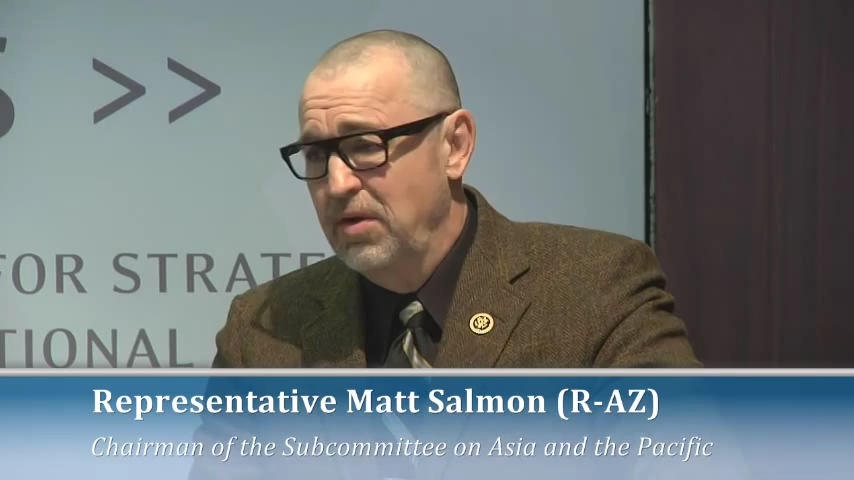 S >>
FOR STRATE
TIONAL
Representative Matt Salmon (R-AZ)
Chairman of the Subcommittee on Asia and the Pacific